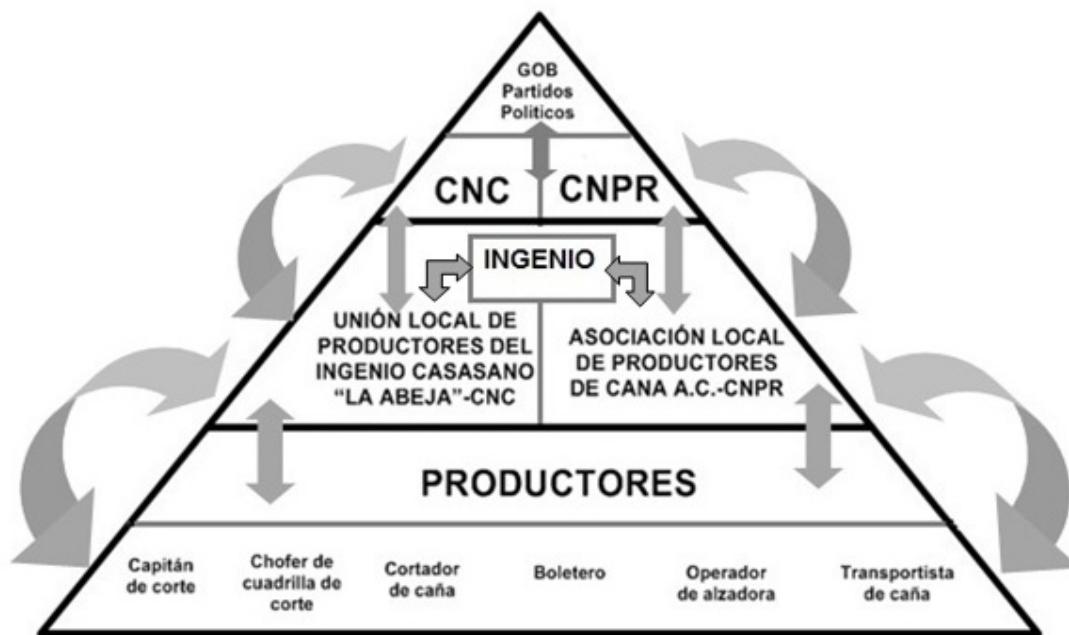 GOB
Partidos
Políticos
CNC
CNPR
INGENIO
UNIÓN LOCAL DE
PRODUCTORES DEL
INGENIO CASASANO
“LA ABEJA”-CNC
ASOCIACIÓN LOCAL
DE PRODUCTORES
DE CANA A.C.-CNPR
PRODUCTORES
Capitán
de corte
Chofer de
cuadrilla de
corte
Cortador
de caña
Boletero
Operador
de alzadora
Transportista
de caña